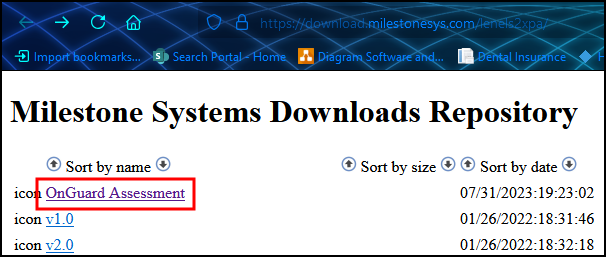 https://download.milestonesys.com/lenels2xpa/
Import bookmarks... Search Portal - Home Diagram Software and... Dental Insurance
Milestone Systems Downloads Repository
Sort by name Sort by size Sort by date
icon OnGuard Assessment 07/31/2023:19:23:02
icon v1.0 01/26/2022:18:31:46
icon v2.0 01/26/2022:18:32:18